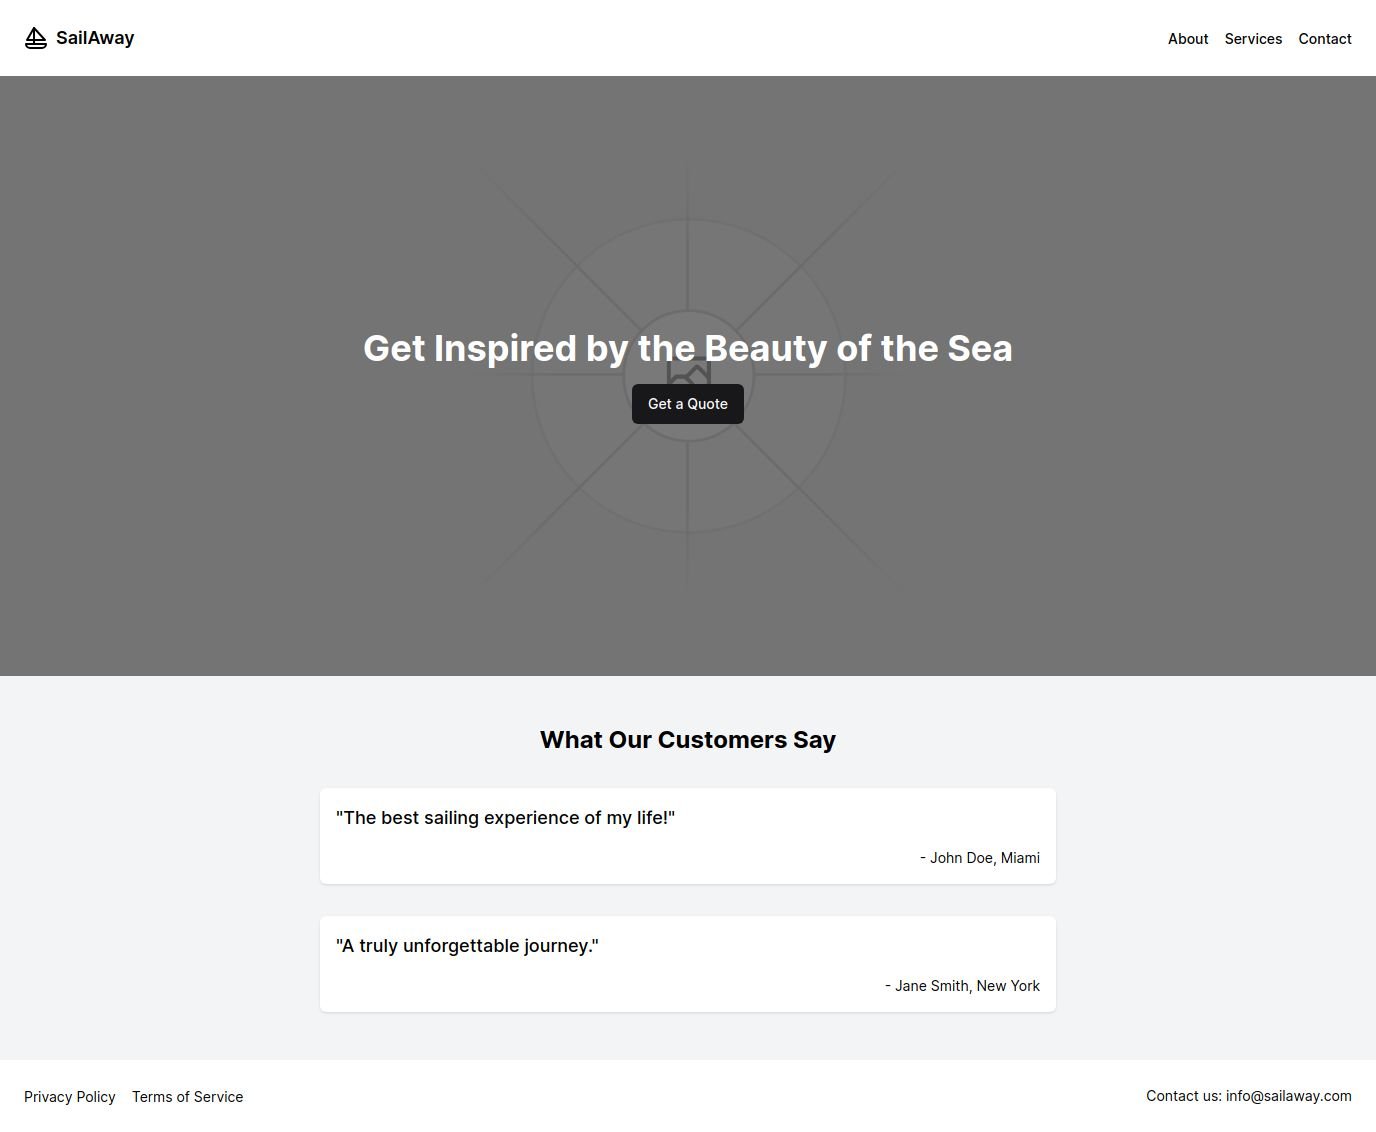 SailAway
About Services Contact
Get Inspired by the Beauty of the Sea
Get a Quote
What Our Customers Say
"The best sailing experience of my life!"
- John Doe, Miami
"A truly unforgettable journey."
- Jane Smith, New York
Privacy Policy Terms of Service
Contact us: info@sailaway.com